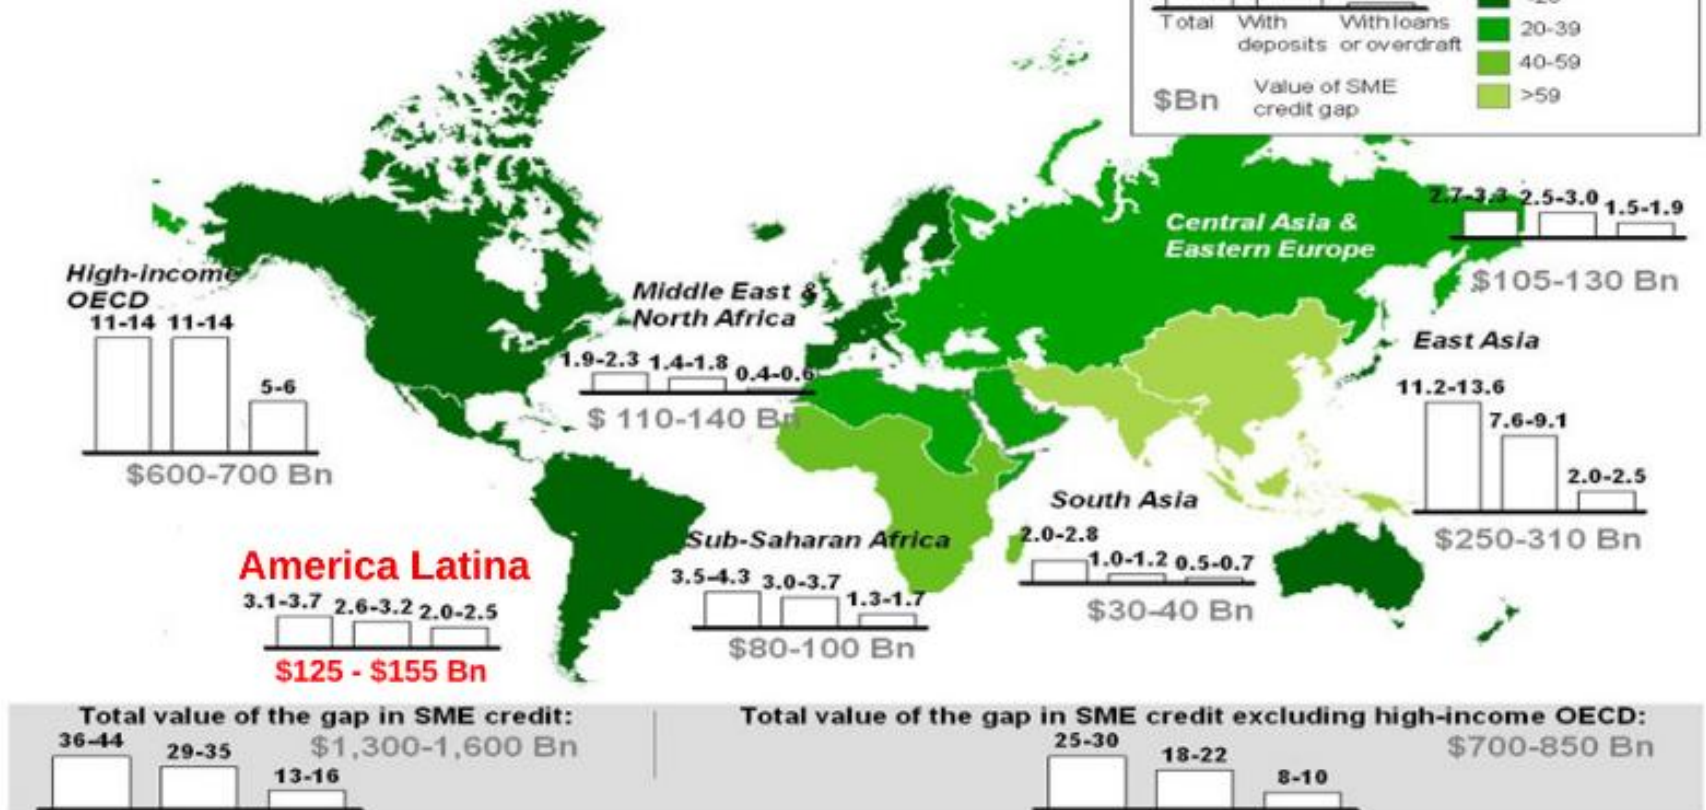 Total With With loans
deposits or overdraft
20-39
40-59
>59
$Bn Value of SME
credit gap
2.7-3.3 2.5-3.0 1.5-1.9
Central Asia &
Eastern Europe
$105-130 Bn
High-income
OECD
11-14 11-14
5-6
$600-700 Bn
Middle East &
North Africa
1.9-2.3 1.4-1.8 0.4-0.6
$ 110-140 Bn
East Asia
11.2-13.6
7.6-9.1
2.0-2.5
$250-310 Bn
South Asia
2.0-2.8
1.0-1.2 0.5-0.7
$30-40 Bn
Sub-Saharan Africa
3.5-4.3 3.0-3.7
1.3-1.7
$80-100 Bn
America Latina
3.1-3.7 2.6-3.2 2.0-2.5
$125 - $155 Bn
Total value of the gap in SME credit:
36-44 29-35 $1,300-1,600 Bn
13-16
Total value of the gap in SME credit excluding high-income OECD:
25-30 $700-850 Bn
18-22
8-10